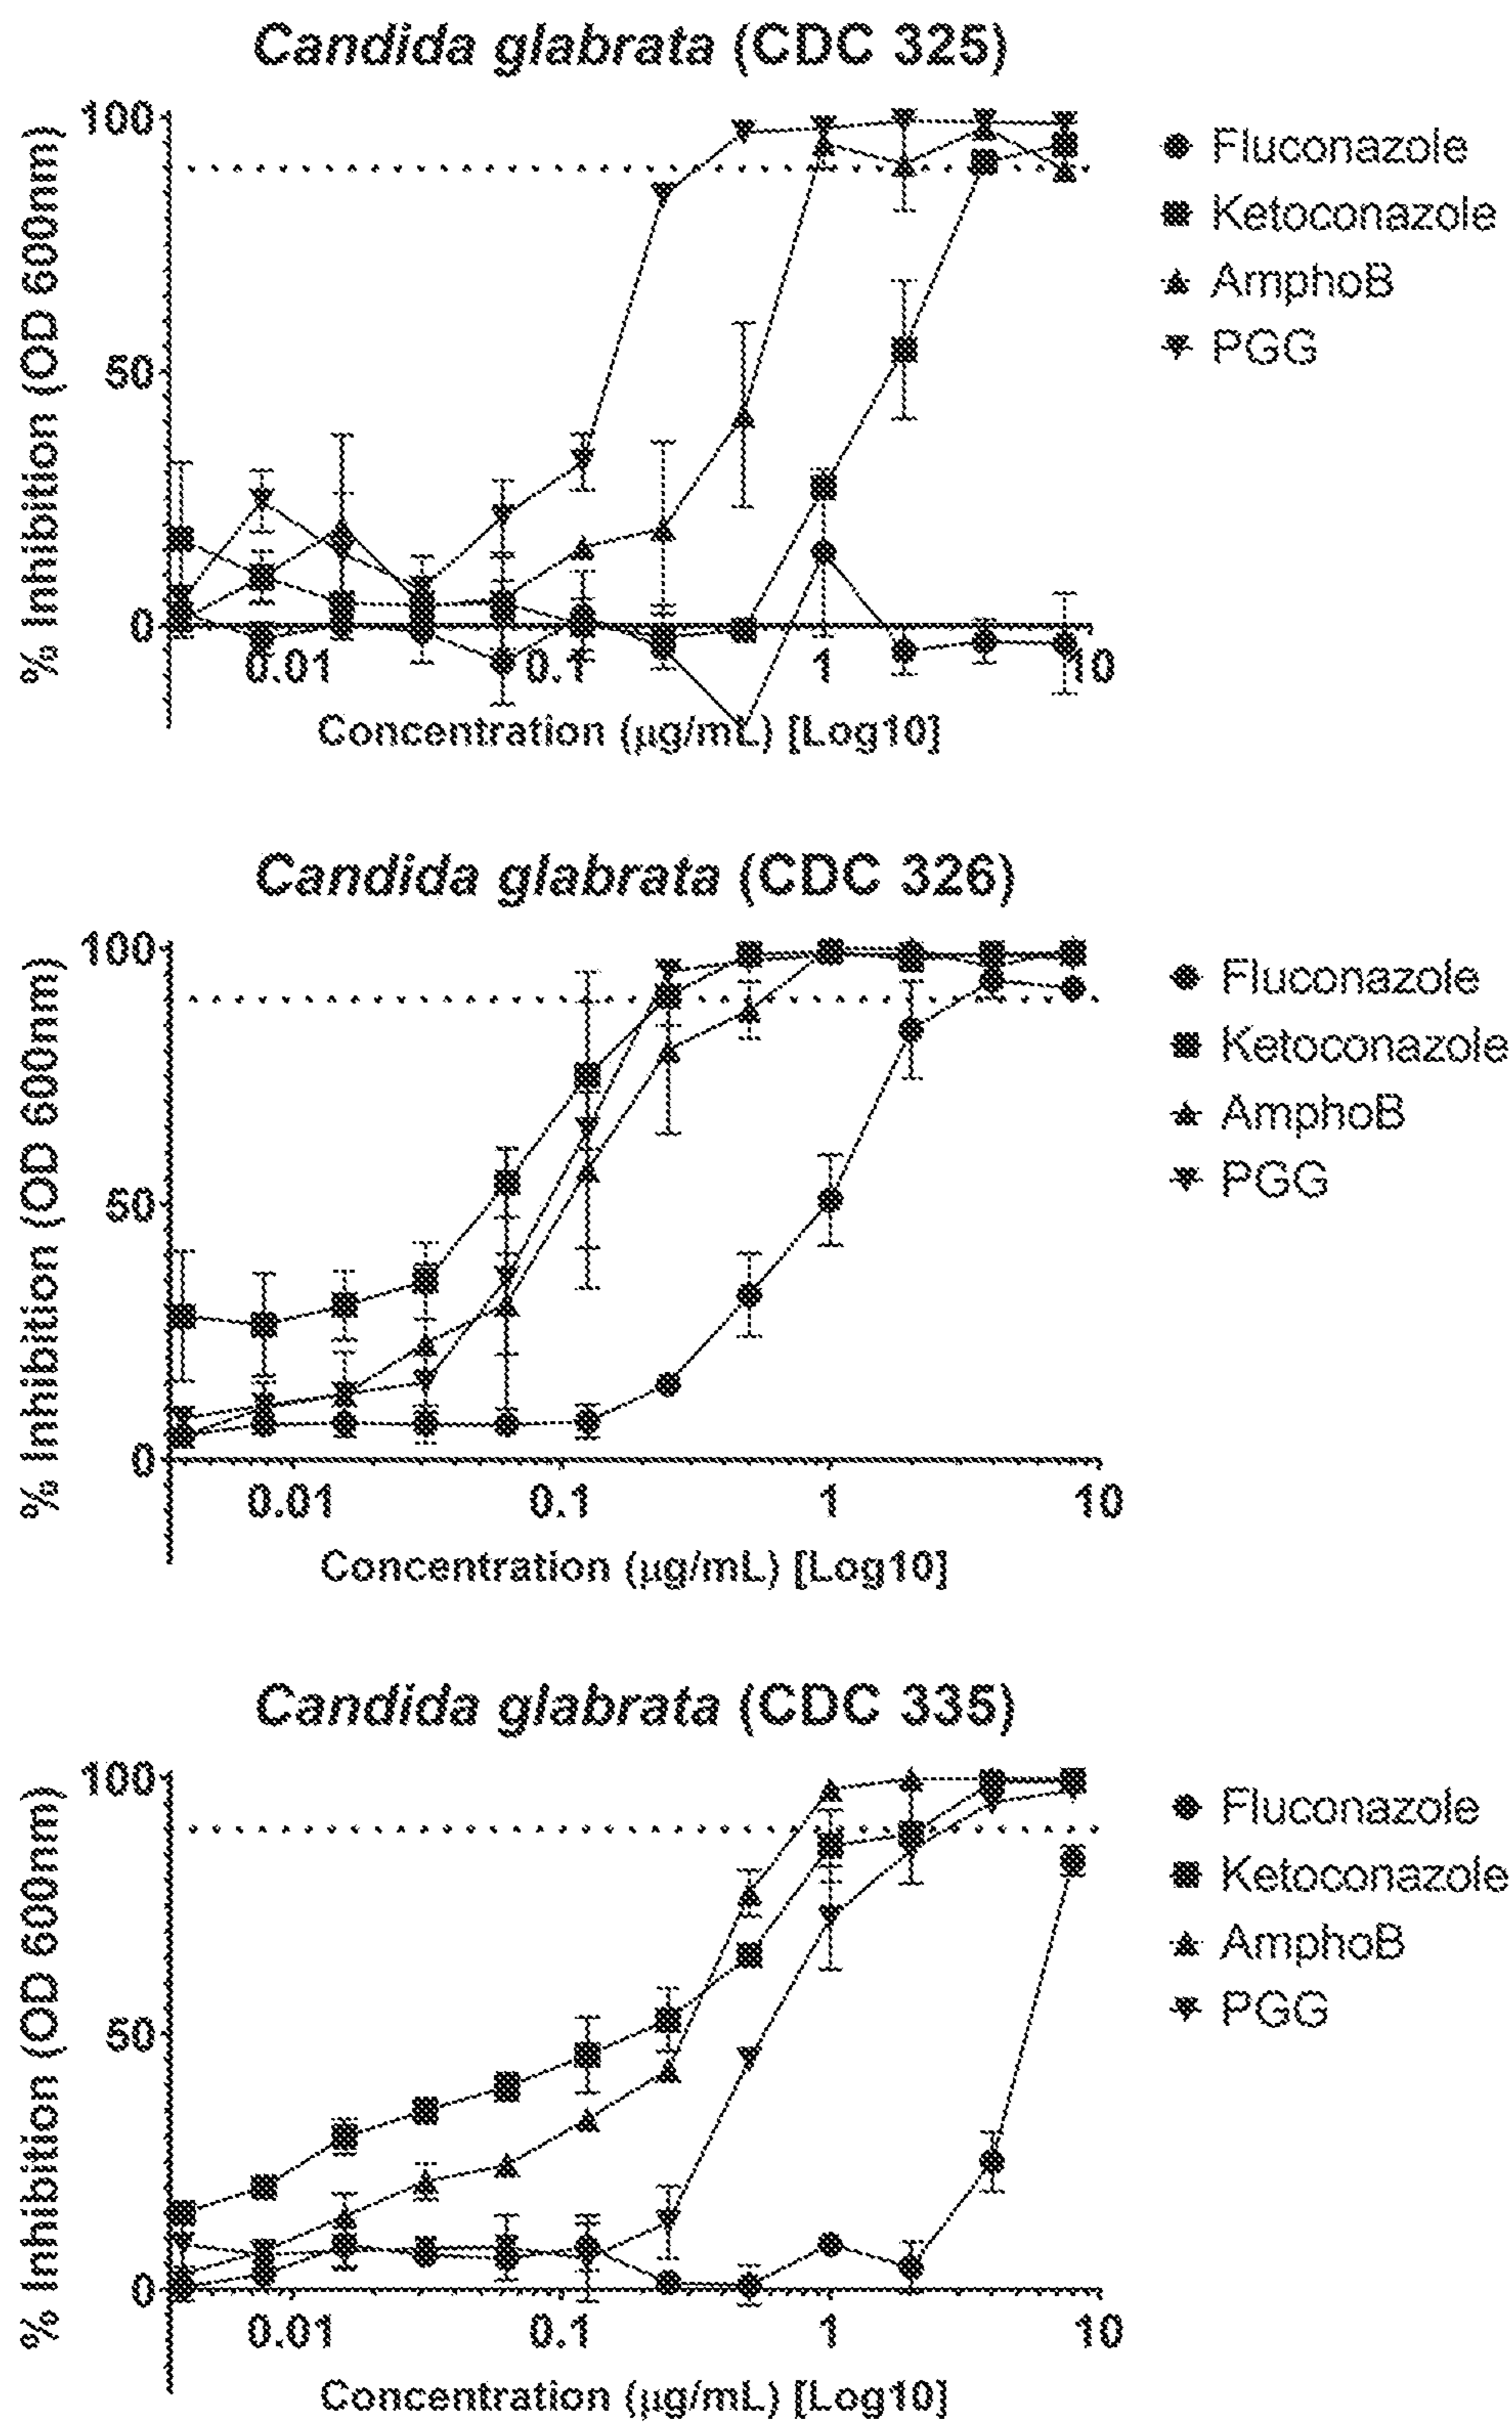 Candida glabrata (CDC 325)
% Inhibition (OD 600nm)
100
50
0
0.01
0.1
1
10
Concentration (µg/mL) [Log10]
Fluconazole
Ketoconazole
AmphoB
PGG
Candida glabrata (CDC 326)
% Inhibition (OD 600nm)
100
50
0
0.01
0.1
1
10
Concentration (µg/mL) [Log10]
Fluconazole
Ketoconazole
AmphoB
PGG
Candida glabrata (CDC 335)
% Inhibition (OD 600nm)
100
50
0
0.01
0.1
1
10
Concentration (µg/mL) [Log10]
Fluconazole
Ketoconazole
AmphoB
PGG